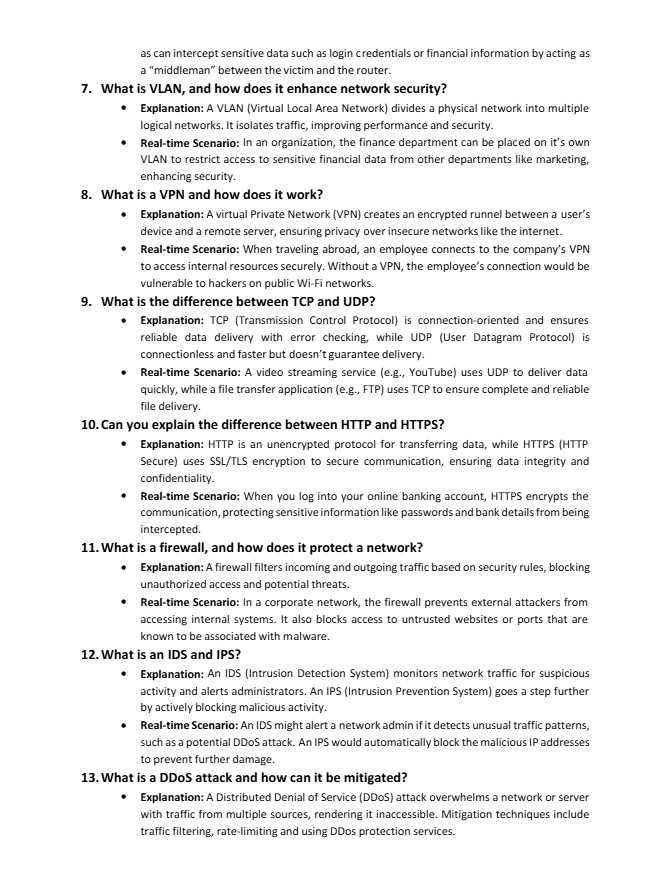 as can intercept sensitive data such as login credentials or financial information by acting as
a “middleman” between the victim and the router.
7. What is VLAN, and how does it enhance network security?
• Explanation: A VLAN (Virtual Local Area Network) divides a physical network into multiple
logical networks. It isolates traffic, improving performance and security.
• Real-time Scenario: In an organization, the finance department can be placed on it’s own
VLAN to restrict access to sensitive financial data from other departments like marketing,
enhancing security.
8. What is a VPN and how does it work?
• Explanation: A virtual Private Network (VPN) creates an encrypted runnel between a user’s
device and a remote server, ensuring privacy over insecure networks like the internet.
• Real-time Scenario: When traveling abroad, an employee connects to the company’s VPN
to access internal resources securely. Without a VPN, the employee’s connection would be
vulnerable to hackers on public Wi-Fi networks.
9. What is the difference between TCP and UDP?
• Explanation: TCP (Transmission Control Protocol) is connection-oriented and ensures
reliable data delivery with error checking, while UDP (User Datagram Protocol) is
connectionless and faster but doesn’t guarantee delivery.
• Real-time Scenario: A video streaming service (e.g., YouTube) uses UDP to deliver data
quickly, while a file transfer application (e.g., FTP) uses TCP to ensure complete and reliable
file delivery.
10. Can you explain the difference between HTTP and HTTPS?
• Explanation: HTTP is an unencrypted protocol for transferring data, while HTTPS (HTTP
Secure) uses SSL/TLS encryption to secure communication, ensuring data integrity and
confidentiality.
• Real-time Scenario: When you log into your online banking account, HTTPS encrypts the
communication, protecting sensitive information like passwords and bank details from being
intercepted.
11. What is a firewall, and how does it protect a network?
• Explanation: A firewall filters incoming and outgoing traffic based on security rules, blocking
unauthorized access and potential threats.
• Real-time Scenario: In a corporate network, the firewall prevents external attackers from
accessing internal systems. It also blocks access to untrusted websites or ports that are
known to be associated with malware.
12. What is an IDS and IPS?
• Explanation: An IDS (Intrusion Detection System) monitors network traffic for suspicious
activity and alerts administrators. An IPS (Intrusion Prevention System) goes a step further
by actively blocking malicious activity.
• Real-time Scenario: An IDS might alert a network admin if it detects unusual traffic patterns,
such as a potential DDoS attack. An IPS would automatically block the malicious IP addresses
to prevent further damage.
13. What is a DDoS attack and how can it be mitigated?
• Explanation: A Distributed Denial of Service (DDoS) attack overwhelms a network or server
with traffic from multiple sources, rendering it inaccessible. Mitigation techniques include
traffic filtering, rate-limiting and using DDos protection services.